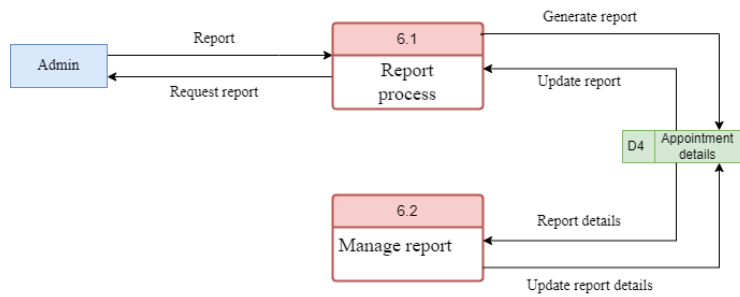 Generate report
Report
6.1
Admin
Report
process
Request report
Update report
D4
Appointment
details
6.2
Report details
Manage report
Update report details